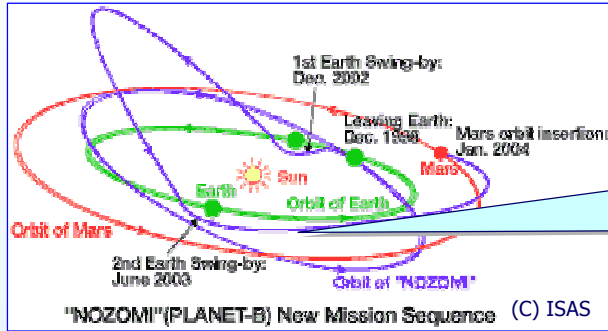 1st Earth Swing-by:
Dec. 2002
Leaving Earth:
Dec. 1998
Mars orbit insertion:
Jan. 2004
Mars
Sun
Earth
Orbit of Earth
Orbit of Mars
2nd Earth Swing-by:
June 2003
Orbit of "NOZOMI"
"NOZOMI"(PLANET-B) New Mission Sequence
(C) ISAS